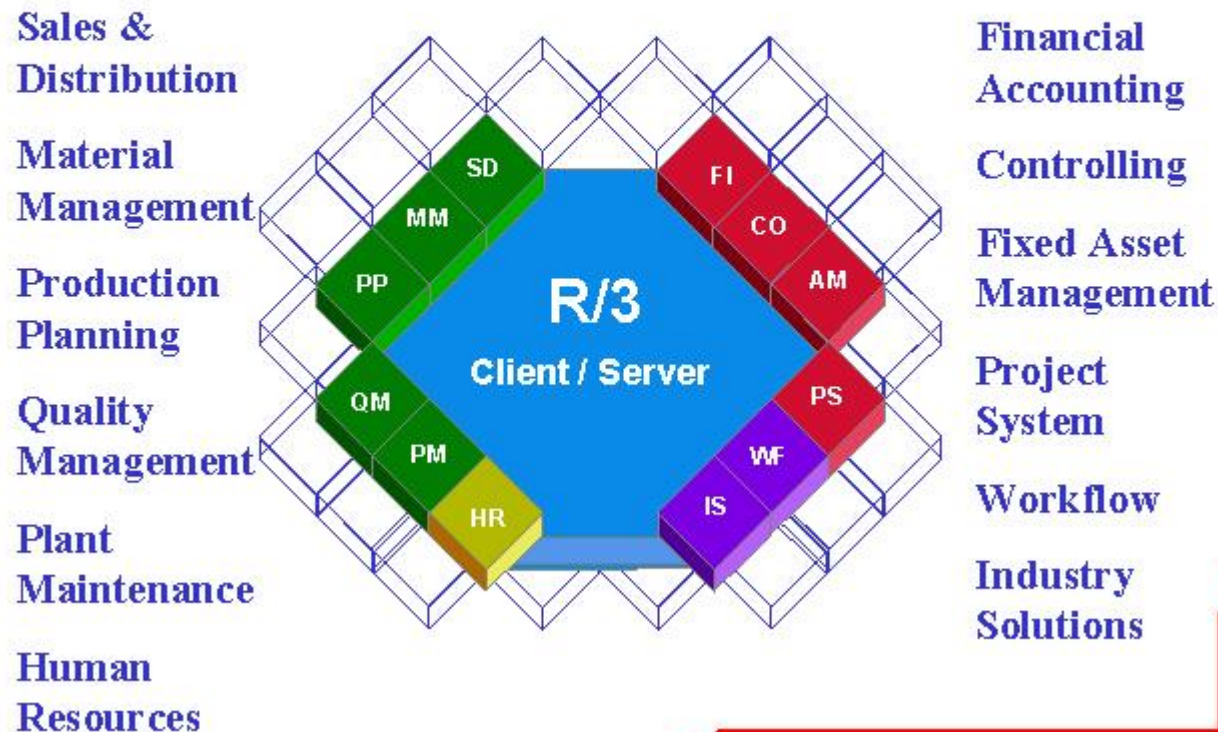 Sales &
Distribution
Material
Management
Production
Planning
Quality
Management
Plant
Maintenance
Human
Resources
SD
MM
PP
QM
PM
HR
R/3
Client / Server
FI
CO
AM
PS
WF
IS
Financial
Accounting
Controlling
Fixed Asset
Management
Project
System
Workflow
Industry
Solutions